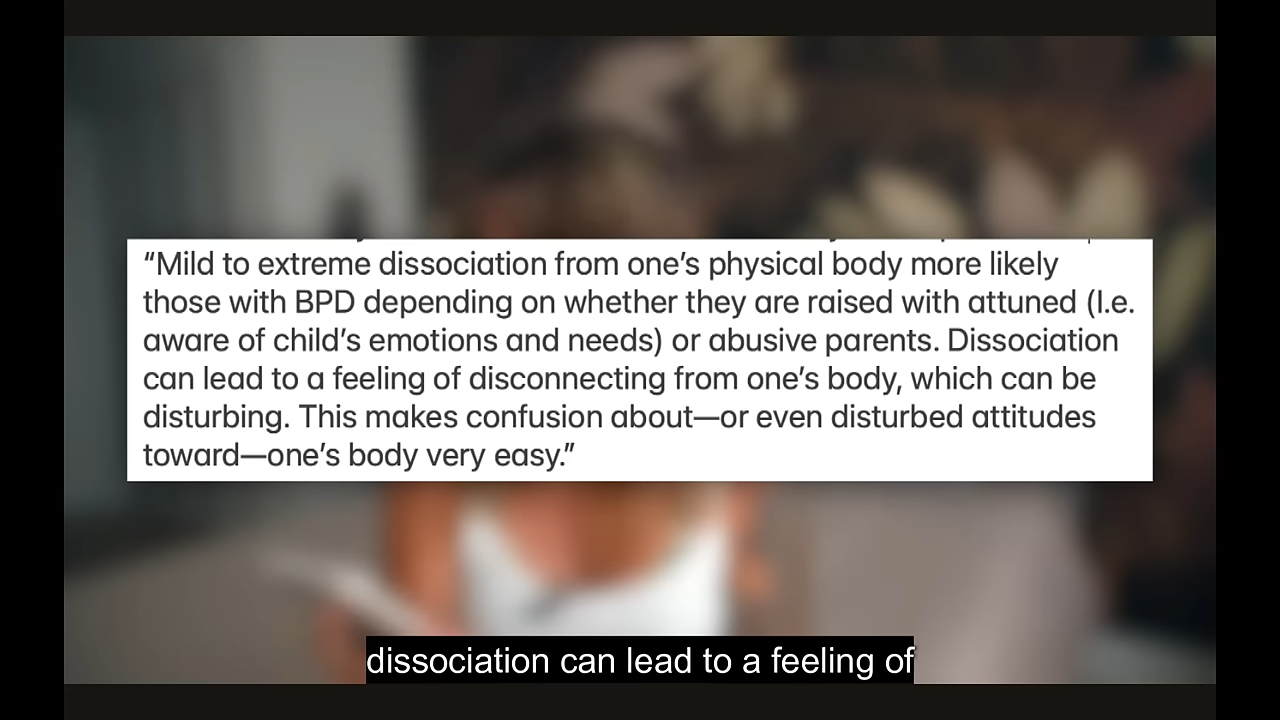 “Mild to extreme dissociation from one’s physical body more likely
those with BPD depending on whether they are raised with attuned (I.e.
aware of child’s emotions and needs) or abusive parents. Dissociation
can lead to a feeling of disconnecting from one’s body, which can be
disturbing. This makes confusion about—or even disturbed attitudes
toward—one’s body very easy.”
dissociation can lead to a feeling of